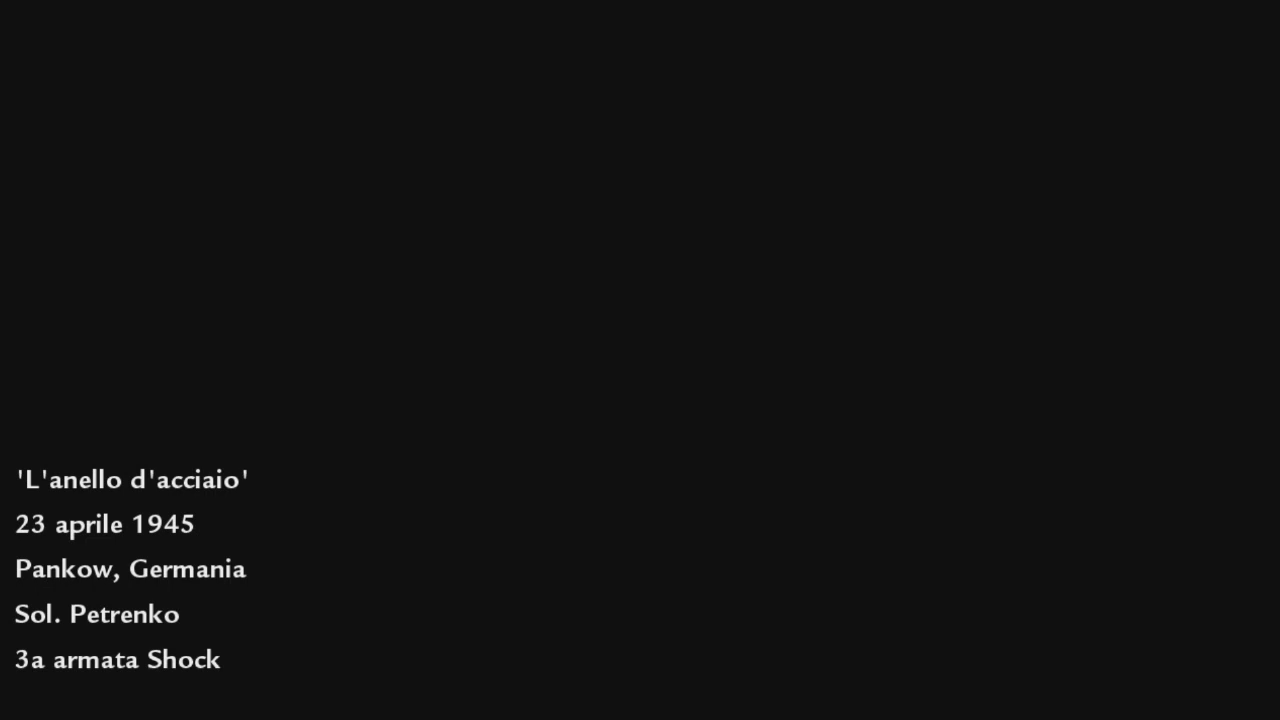 'L'anello d'acciaio'
23 aprile 1945
Pankow, Germania
Sol. Petrenko
3a armata Shock